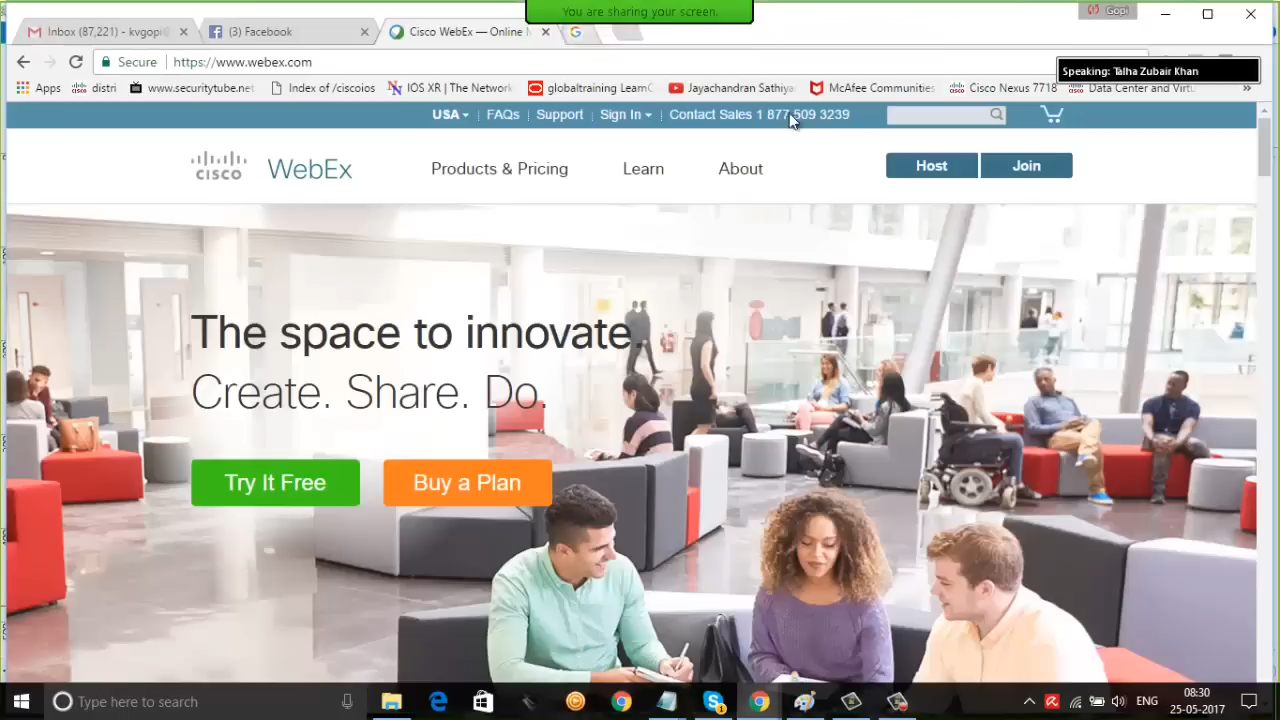 You are sharing your screen.
Gopi
Inbox (87,221) - kvgopi@
(3) Facebook
Cisco WebEx — Online M
Secure
https://www.webex.com
Speaking: Talha Zubair Khan
Apps
distri
www.securitytube.net
Index of /ciscoios
IOS XR | The Network
globaltraining LearnC
Jayachandran Sathiya
McAfee Communities
Cisco Nexus 7718
Data Center and Virtu
»
USA
FAQs
Support
Sign In
Contact Sales 1 877 509 3239
CISCO WebEx
Products & Pricing
Learn
About
Host
Join
The space to innovate.
Create. Share. Do.
Try It Free
Buy a Plan
Type here to search
ENG
08:30
25-05-2017